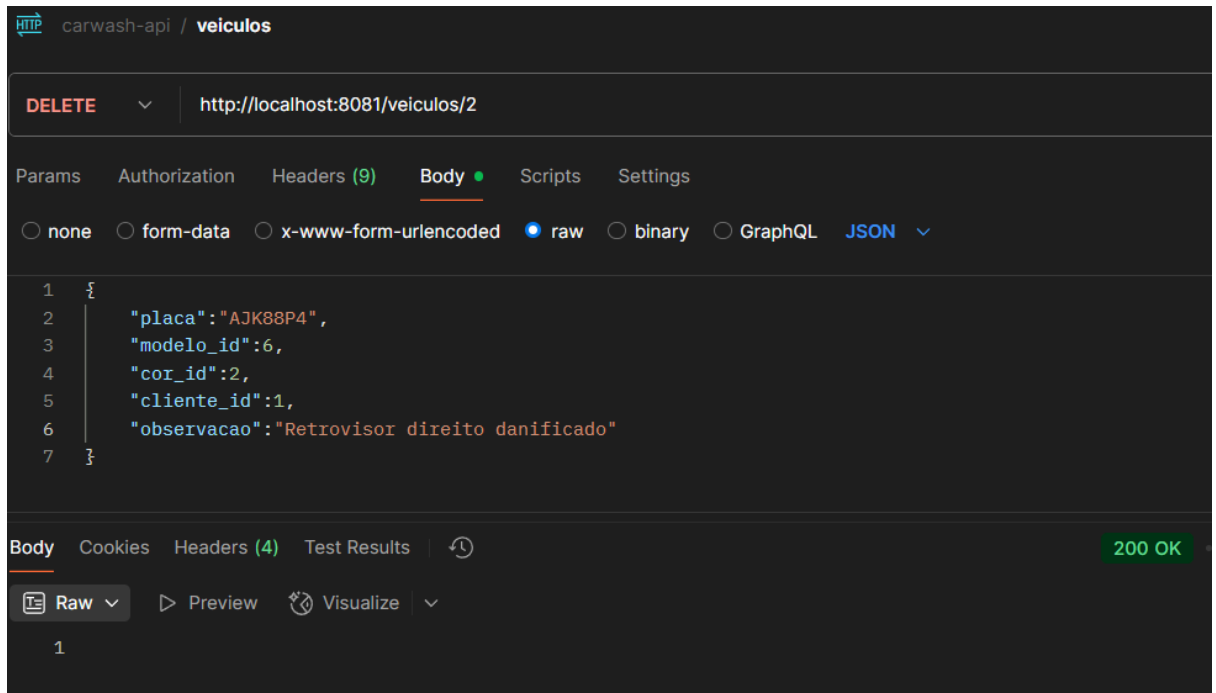 HTTP carwash-api / veiculos
DELETE http://localhost:8081/veiculos/2
Params Authorization Headers (9) Body Scripts Settings
none form-data x-www-form-urlencoded raw binary GraphQL JSON
1 {
2 "placa":"AJK88P4",
3 "modelo_id":6,
4 "cor_id":2,
5 "cliente_id":1,
6 "observacao":"Retrovisor direito danificado"
7 }
Body Cookies Headers (4) Test Results 200 OK
Raw Preview Visualize
1